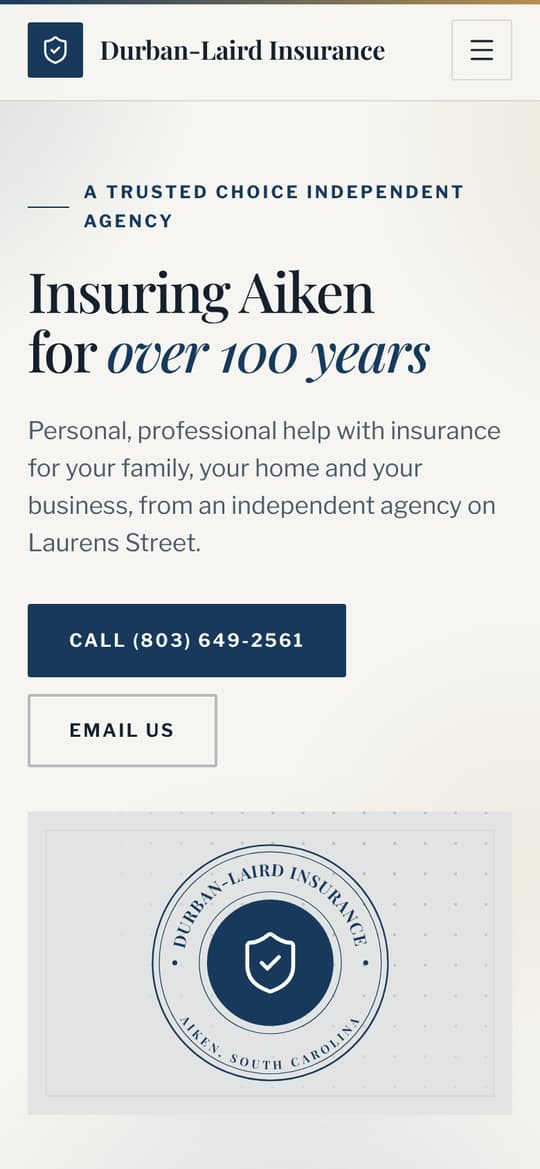 Durban-Laird Insurance
A TRUSTED CHOICE INDEPENDENT
AGENCY
Insuring Aiken
for over 100 years
Personal, professional help with insurance
for your family, your home and your
business, from an independent agency on
Laurens Street.
CALL (803) 649-2561
EMAIL US
DURBAN-LAIRD INSURANCE
AIKEN, SOUTH CAROLINA